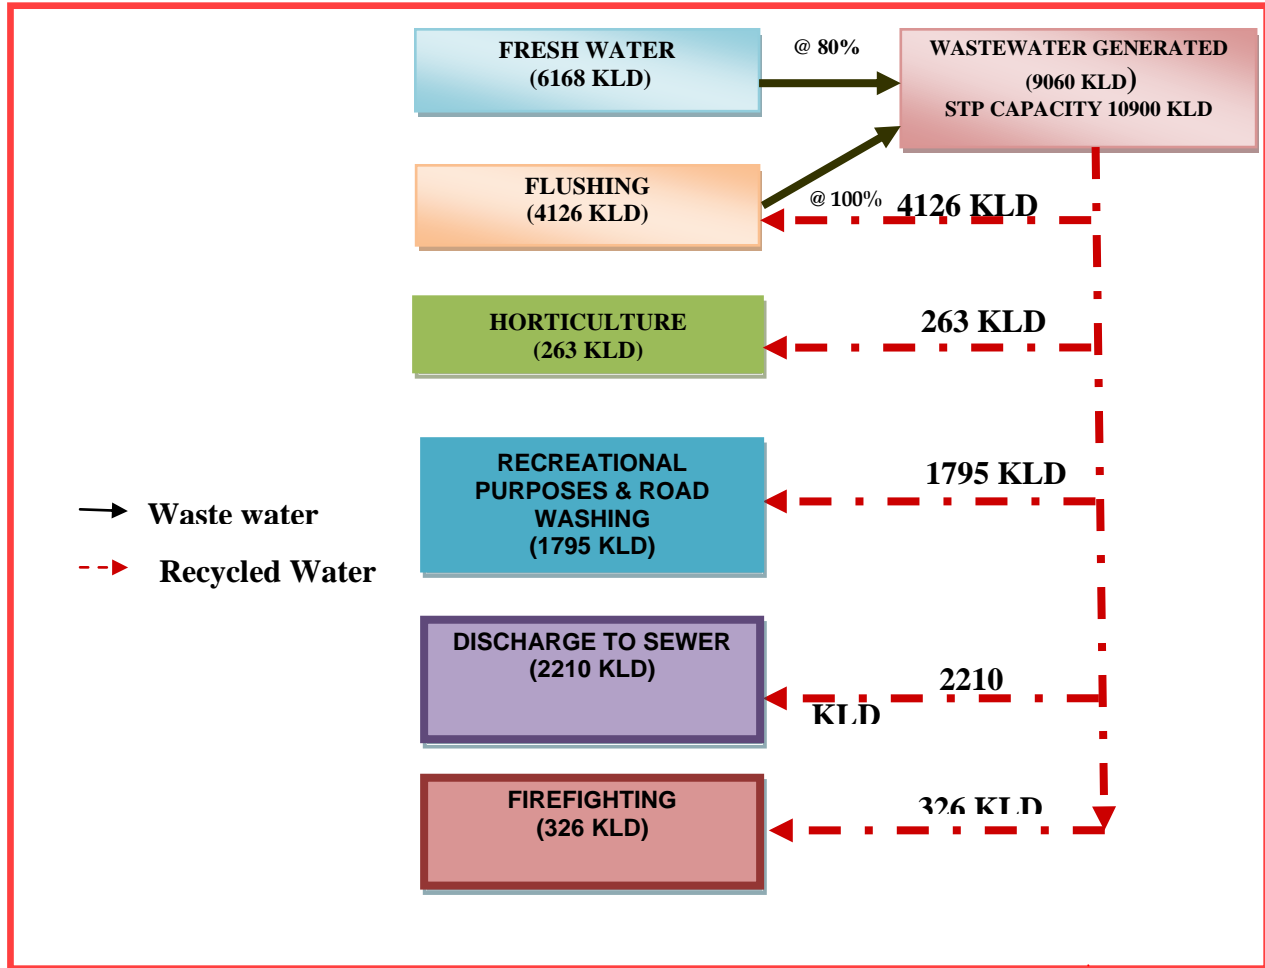 FRESH WATER
(6168 KLD)
@ 80%
WASTEWATER GENERATED
(9060 KLD)
STP CAPACITY 10900 KLD
FLUSHING
(4126 KLD)
@ 100%
4126 KLD
HORTICULTURE
(263 KLD)
263 KLD
RECREATIONAL
PURPOSES & ROAD
WASHING
(1795 KLD)
1795 KLD
Waste water
Recycled Water
DISCHARGE TO SEWER
(2210 KLD)
2210
KLD
FIREFIGHTING
(326 KLD)
326 KLD